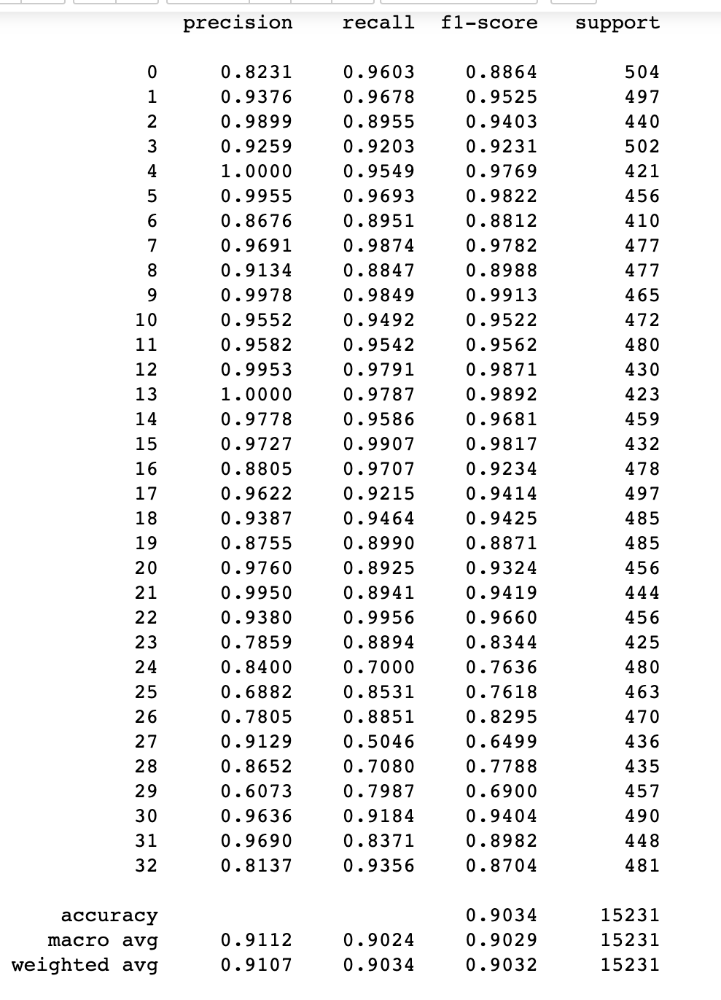 precision recall f1-score support
0 0.8231 0.9603 0.8864 504
1 0.9376 0.9678 0.9525 497
2 0.9899 0.8955 0.9403 440
3 0.9259 0.9203 0.9231 502
4 1.0000 0.9549 0.9769 421
5 0.9955 0.9693 0.9822 456
6 0.8676 0.8951 0.8812 410
7 0.9691 0.9874 0.9782 477
8 0.9134 0.8847 0.8988 477
9 0.9978 0.9849 0.9913 465
10 0.9552 0.9492 0.9522 472
11 0.9582 0.9542 0.9562 480
12 0.9953 0.9791 0.9871 430
13 1.0000 0.9787 0.9892 423
14 0.9778 0.9586 0.9681 459
15 0.9727 0.9907 0.9817 432
16 0.8805 0.9707 0.9234 478
17 0.9622 0.9215 0.9414 497
18 0.9387 0.9464 0.9425 485
19 0.8755 0.8990 0.8871 485
20 0.9760 0.8925 0.9324 456
21 0.9950 0.8941 0.9419 444
22 0.9380 0.9956 0.9660 456
23 0.7859 0.8894 0.8344 425
24 0.8400 0.7000 0.7636 480
25 0.6882 0.8531 0.7618 463
26 0.7805 0.8851 0.8295 470
27 0.9129 0.5046 0.6499 436
28 0.8652 0.7080 0.7788 435
29 0.6073 0.7987 0.6900 457
30 0.9636 0.9184 0.9404 490
31 0.9690 0.8371 0.8982 448
32 0.8137 0.9356 0.8704 481
accuracy 0.9034 15231
macro avg 0.9112 0.9024 0.9029 15231
weighted avg 0.9107 0.9034 0.9032 15231